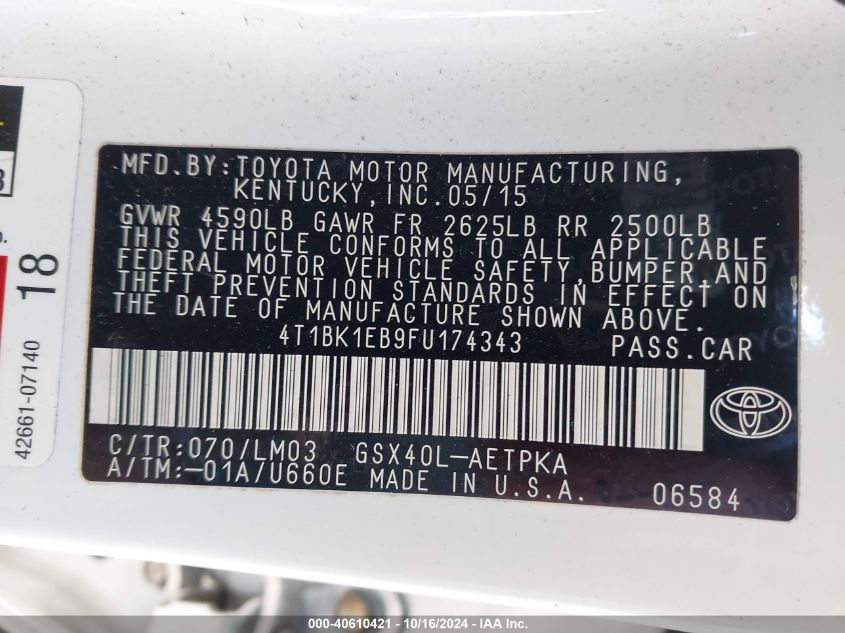 MFD.BY:TOYOTA MOTOR MANUFACTURING,
KENTUCKY,INC.05/15
GVWR 4590LB GAWR FR 2625LB RR 2500LB
THIS VEHICLE CONFORMS TO ALL APPLICABLE
FEDERAL MOTOR VEHICLE SAFETY,BUMPER,AND
THEFT PREVENTION STANDARDS IN EFFECT ON
THE DATE OF MANUFACTURE SHOWN ABOVE.
4T1BK1EB9FU174343 PASS.CAR
C/TR:070/LM03 GSX40L-AETPKA
A/TM:-01A/U660E MADE IN U.S.A. 06584
18
42661-07140
000-40610421 | 10/16/2024 | IAA Inc.